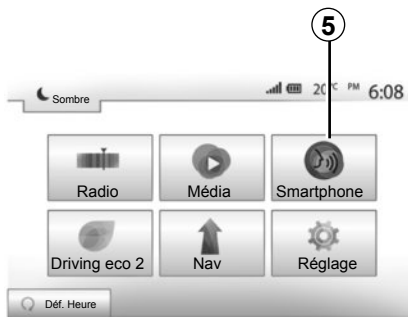 5
Sombre
20°C PM 6:08
Radio Média Smartphone
Driving eco 2 Nav Réglage
Déf. Heure